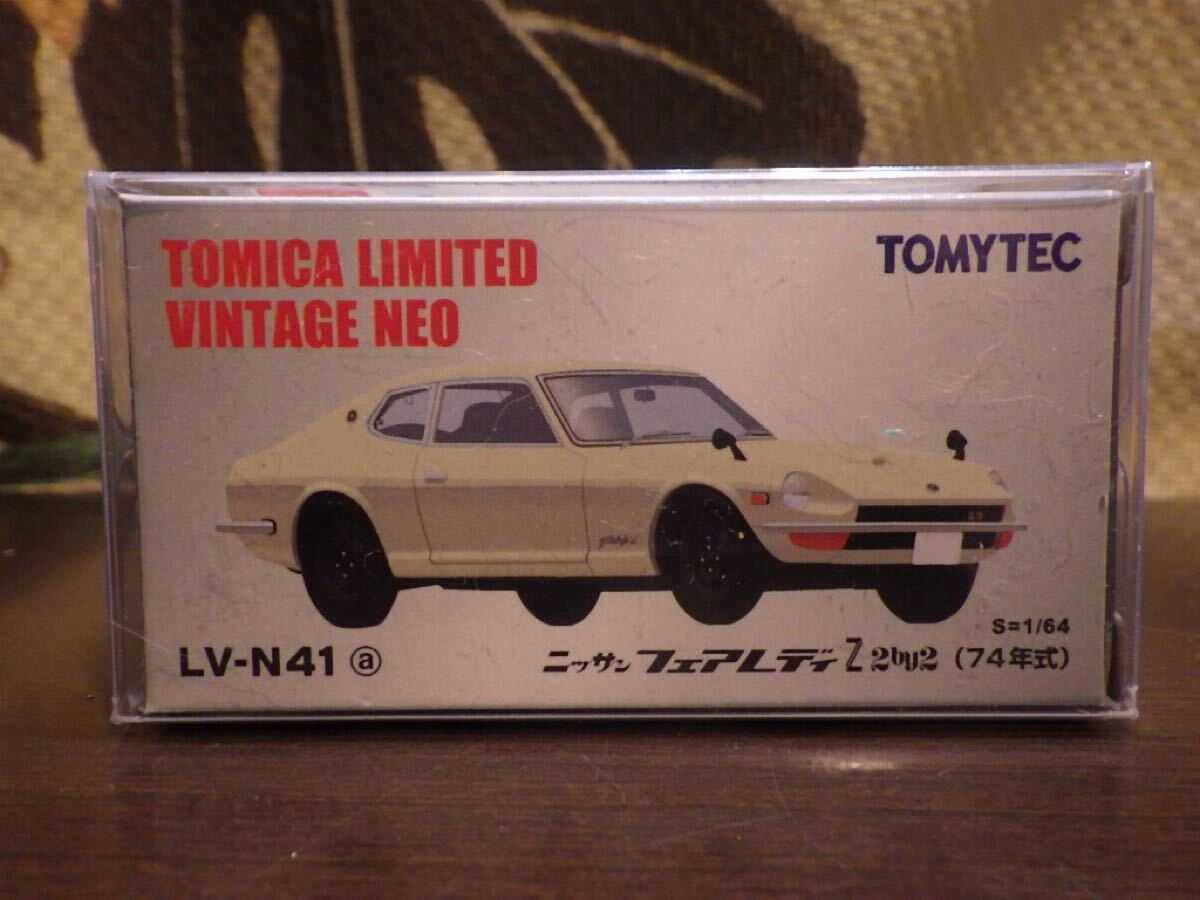 TOMICA LIMITED
VINTAGE NEO
TOMYTEC
S=1/64
LV-N41 ⓐ
ニッサン フェアレディ Z 2by2 (74年式)